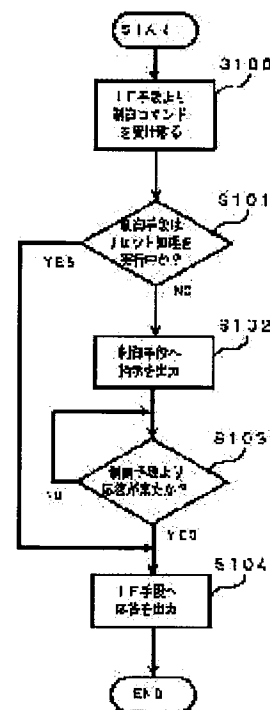 START
S100
IF手段より
制御コマンド
を受け取る
S101
制御手段は
リセット処理を
実行中か?
YES
NO
S102
制御手段へ
指示を出力
S103
制御手段より
応答が来たか?
NO
YES
S104
IF手段へ
応答を出力
END